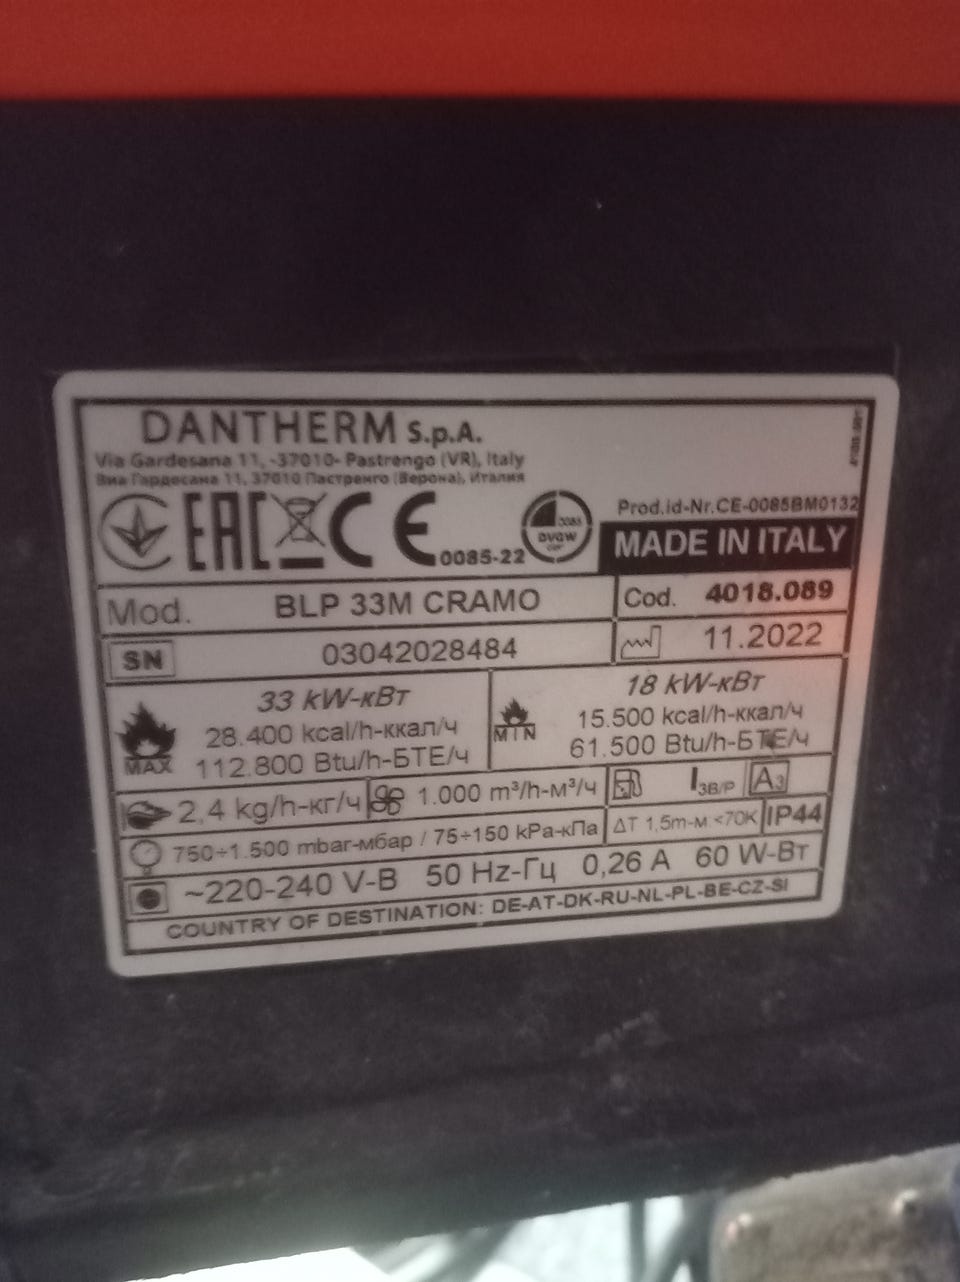 DANTHERM S.p.A.
Via Gardesana 11, -37010- Pastrengo (VR), Italy
Виа Гардесана 11, 37010 Пастренго (Верона), Италия
EAC CE 0085-22
0085
DVGW
CERT
Prod.id-Nr.CE-0085BM0132
MADE IN ITALY
Mod. BLP 33M CRAMO Cod. 4018.089
SN 03042028484 11.2022
33 kW-кВт
28.400 kcal/h-ккал/ч
MAX 112.800 Btu/h-БТЕ/ч
18 kW-кВт
MIN 15.500 kcal/h-ккал/ч
61.500 Btu/h-БТЕ/ч
2,4 kg/h-кг/ч 1.000 m³/h-м³/ч I3B/P A3
750÷1.500 mbar-мбар / 75÷150 kPa-кПа ΔT 1,5m-м <70K IP44
~220-240 V-В 50 Hz-Гц 0,26 A 60 W-Вт
COUNTRY OF DESTINATION: DE-AT-DK-RU-NL-PL-BE-CZ-SI